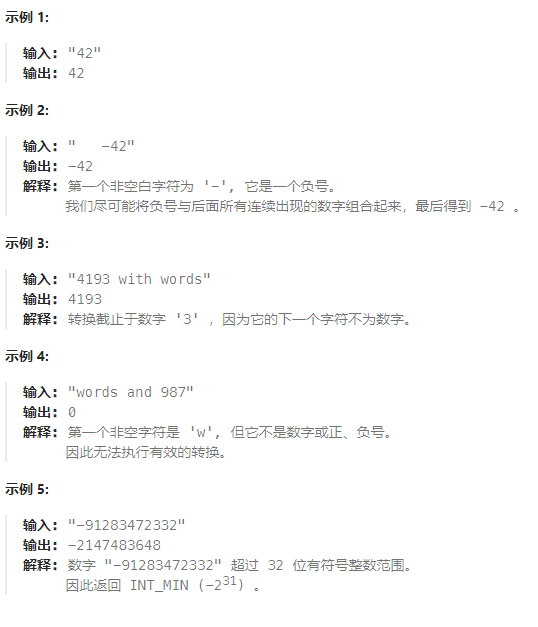 示例 1:
输入: "42"
输出: 42
示例 2:
输入: "   -42"
输出: -42
解释: 第一个非空白字符为 '-', 它是一个负号。
我们尽可能将负号与后面所有连续出现的数字组合起来，最后得到 -42 。
示例 3:
输入: "4193 with words"
输出: 4193
解释: 转换截止于数字 '3' ，因为它的下一个字符不为数字。
示例 4:
输入: "words and 987"
输出: 0
解释: 第一个非空字符是 'w', 但它不是数字或正、负号。
因此无法执行有效的转换。
示例 5:
输入: "-91283472332"
输出: -2147483648
解释: 数字 "-91283472332" 超过 32 位有符号整数范围。
因此返回 INT_MIN (−2³¹) 。